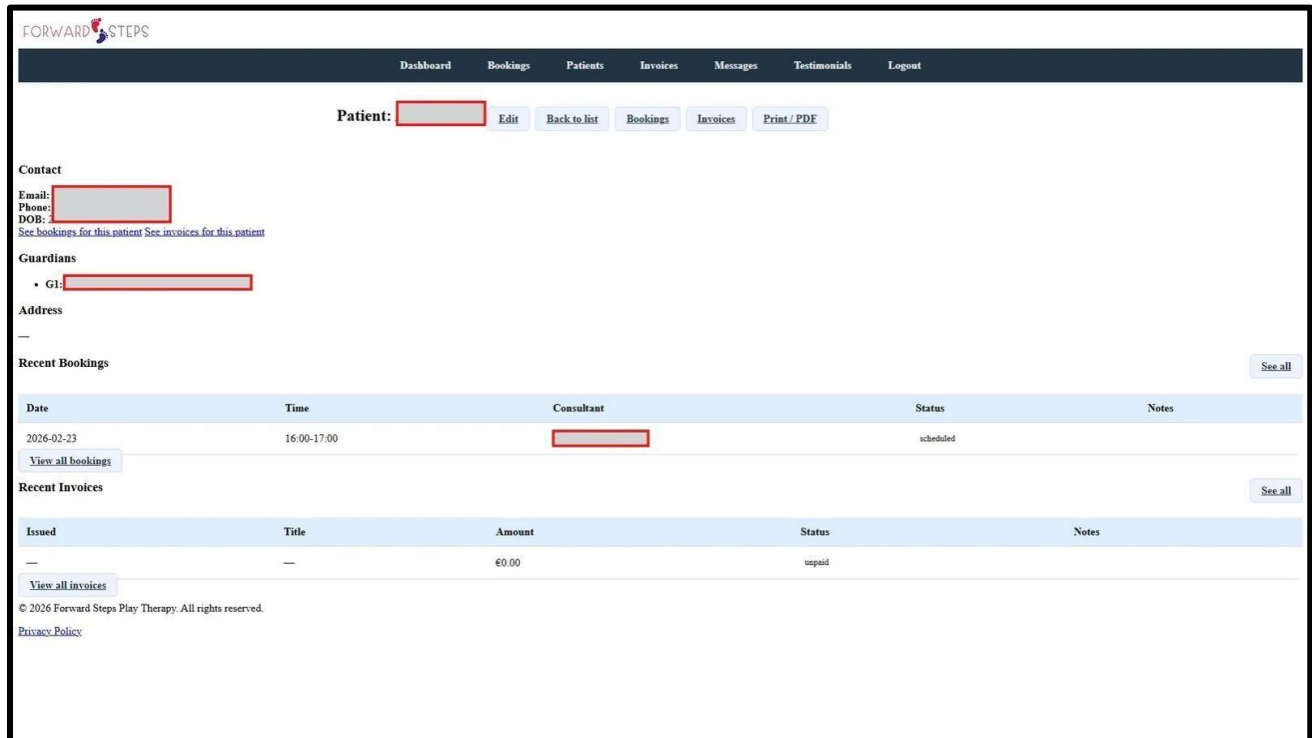 FORWARD STEPS
Dashboard Bookings Patients Invoices Messages Testimonials Logout
Patient: Edit Back to list Bookings Invoices Print / PDF
Contact
Email:
Phone:
DOB: 2
See bookings for this patient See invoices for this patient
Guardians
• G1:
Address
—
Recent Bookings See all
Date Time Consultant Status Notes
2026-02-23 16:00-17:00 scheduled
View all bookings
Recent Invoices See all
Issued Title Amount Status Notes
— — €0.00 unpaid
View all invoices
© 2026 Forward Steps Play Therapy. All rights reserved.
Privacy Policy